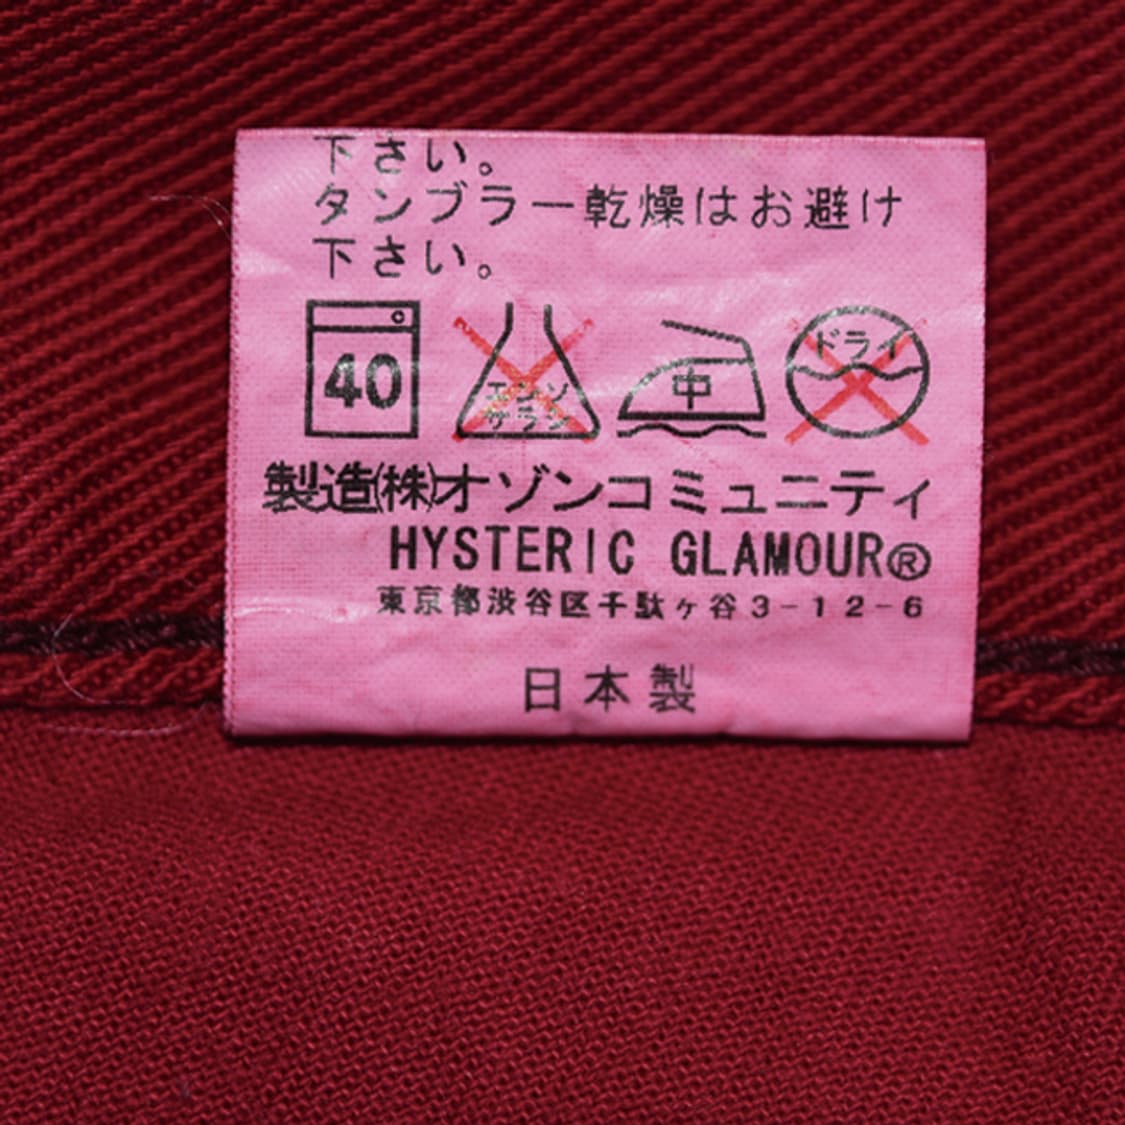 下さい。
タンブラー乾燥はお避け
下さい。
40 エンソサラシ 中 ドライ
製造㈱オゾンコミュニティ
HYSTERIC GLAMOUR®
東京都渋谷区千駄ヶ谷3-12-6
日本製